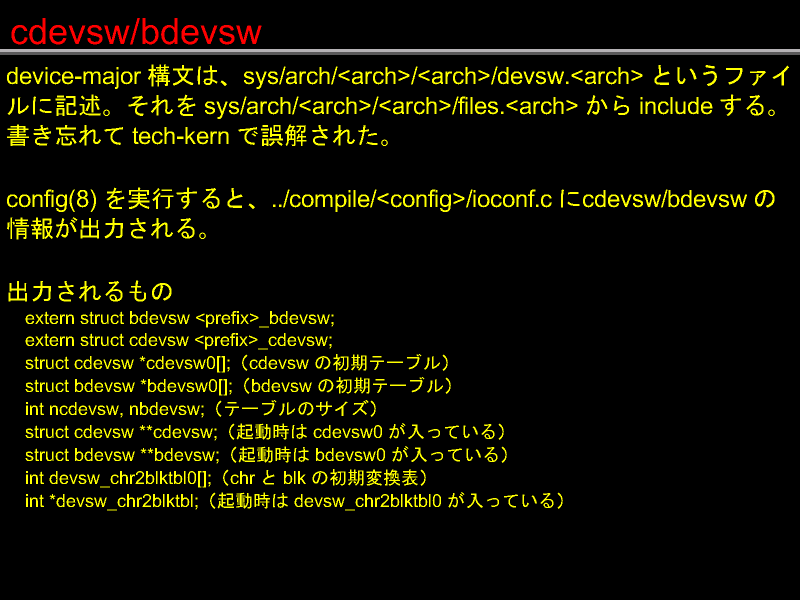 cdevsw/bdevsw
device-major 構文は、sys/arch/<arch>/<arch>/devsw.<arch> というファイ
ルに記述。それを sys/arch/<arch>/<arch>/files.<arch> から include する。
書き忘れて tech-kern で誤解された。
config(8) を実行すると、../compile/<config>/ioconf.c にcdevsw/bdevsw の
情報が出力される。
出力されるもの
extern struct bdevsw <prefix>_bdevsw;
extern struct cdevsw <prefix>_cdevsw;
struct cdevsw *cdevsw0[];（cdevsw の初期テーブル）
struct bdevsw *bdevsw0[];（bdevsw の初期テーブル）
int ncdevsw, nbdevsw;（テーブルのサイズ）
struct cdevsw **cdevsw;（起動時は cdevsw0 が入っている）
struct bdevsw **bdevsw;（起動時は bdevsw0 が入っている）
int devsw_chr2blktbl0[];（chr と blk の初期変換表）
int *devsw_chr2blktbl;（起動時は devsw_chr2blktbl0 が入っている）